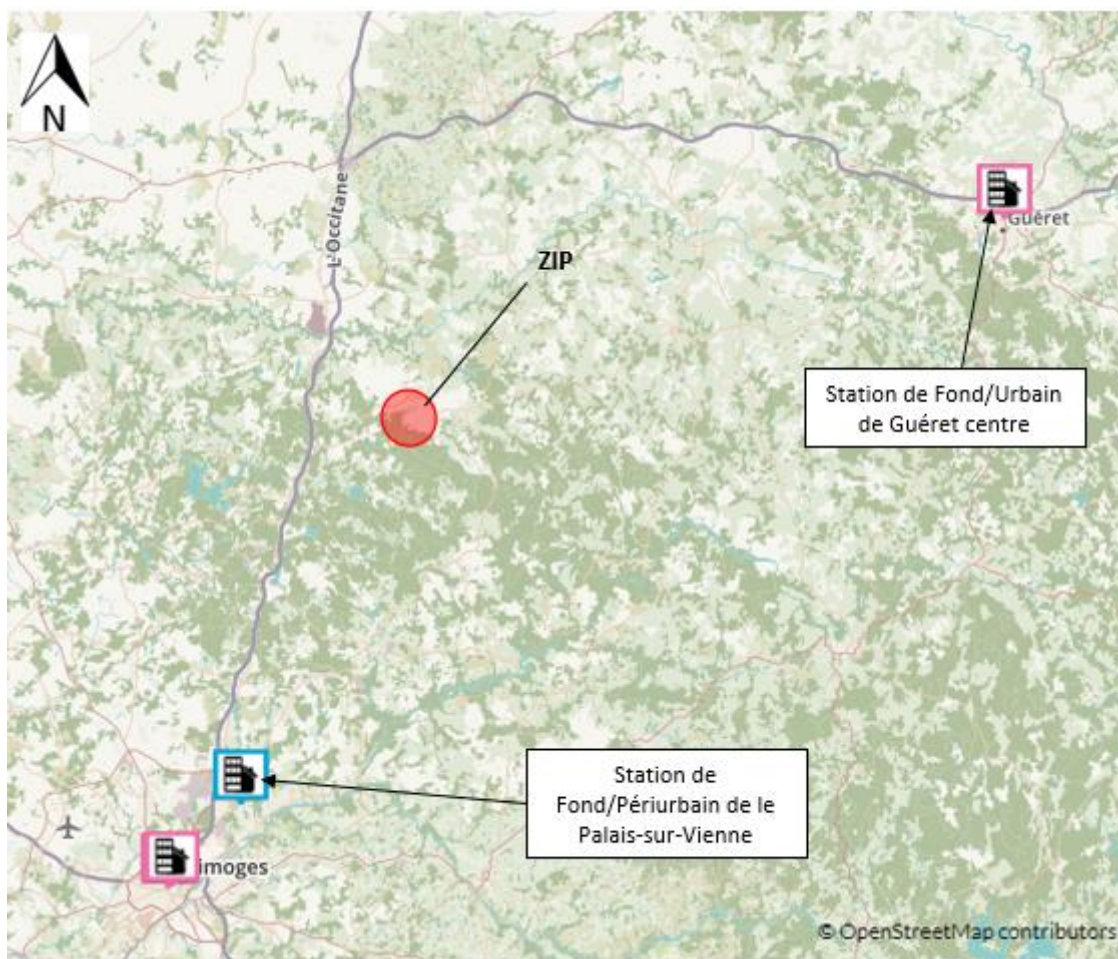 N
L'Occitane
Guéret
ZIP
Station de Fond/Urbain
de Guéret centre
Station de
Fond/Périurbain de le
Palais-sur-Vienne
imoges
© OpenStreetMap contributors